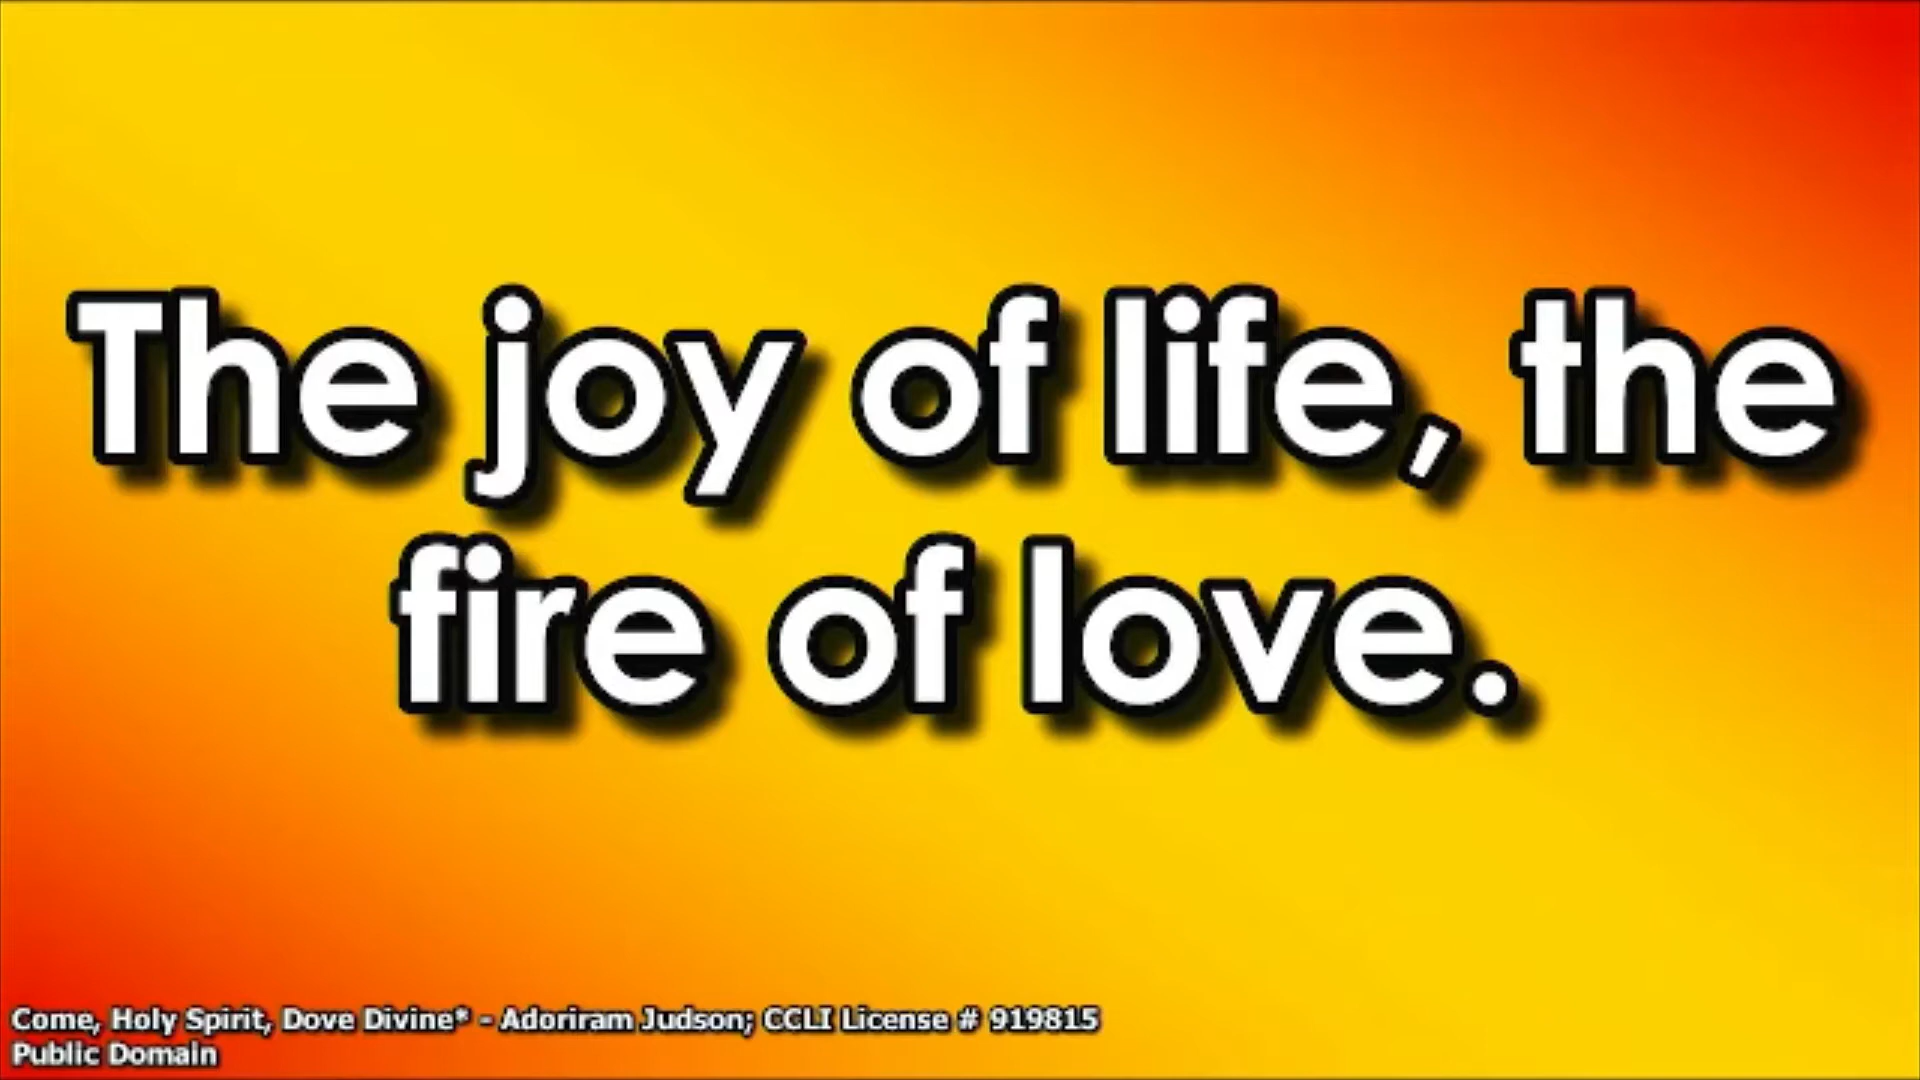 The joy of life, the
fire of love.
Come, Holy Spirit, Dove Divine* - Adoriram Judson; CCLI License # 919815
Public Domain